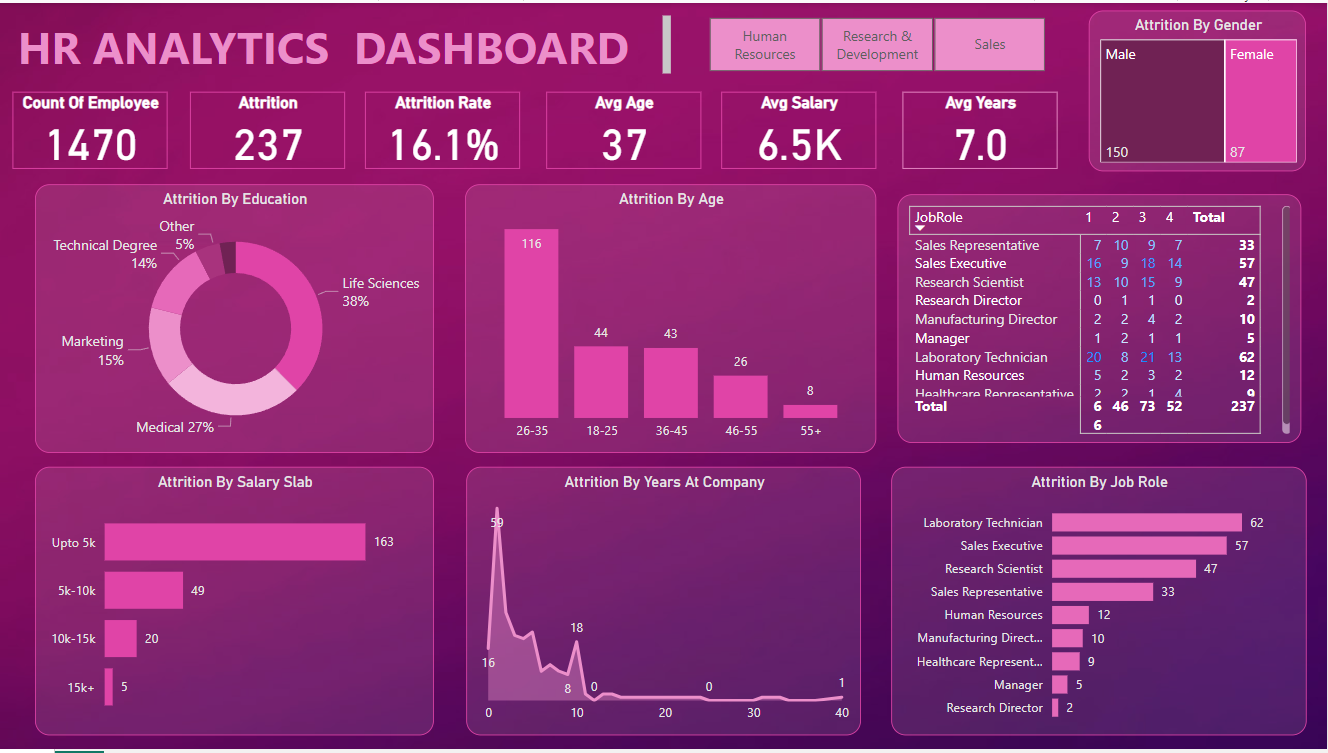 HR ANALYTICS DASHBOARD
Human
Resources
Research &
Development
Sales
Attrition By Gender
Male
150
Female
87
Count Of Employee
1470
Attrition
237
Attrition Rate
16.1%
Avg Age
37
Avg Salary
6.5K
Avg Years
7.0
Attrition By Education
Other
5%
Technical Degree
14%
Life Sciences
38%
Marketing
15%
Medical 27%
Attrition By Age
116
44
43
26
8
26-35 18-25 36-45 46-55 55+
JobRole 1 2 3 4 Total
Sales Representative 7 10 9 7 33
Sales Executive 16 9 18 14 57
Research Scientist 13 10 15 9 47
Research Director 0 1 1 0 2
Manufacturing Director 2 2 4 2 10
Manager 1 2 1 1 5
Laboratory Technician 20 8 21 13 62
Human Resources 5 2 3 2 12
Healthcare Representative 2 2 1 4 9
Total 6 46 73 52 237
6
Attrition By Salary Slab
Upto 5k 163
5k-10k 49
10k-15k 20
15k+ 5
Attrition By Years At Company
59
18
16
8
0
0
1
0 10 20 30 40
Attrition By Job Role
Laboratory Technician 62
Sales Executive 57
Research Scientist 47
Sales Representative 33
Human Resources 12
Manufacturing Direct... 10
Healthcare Represent... 9
Manager 5
Research Director 2